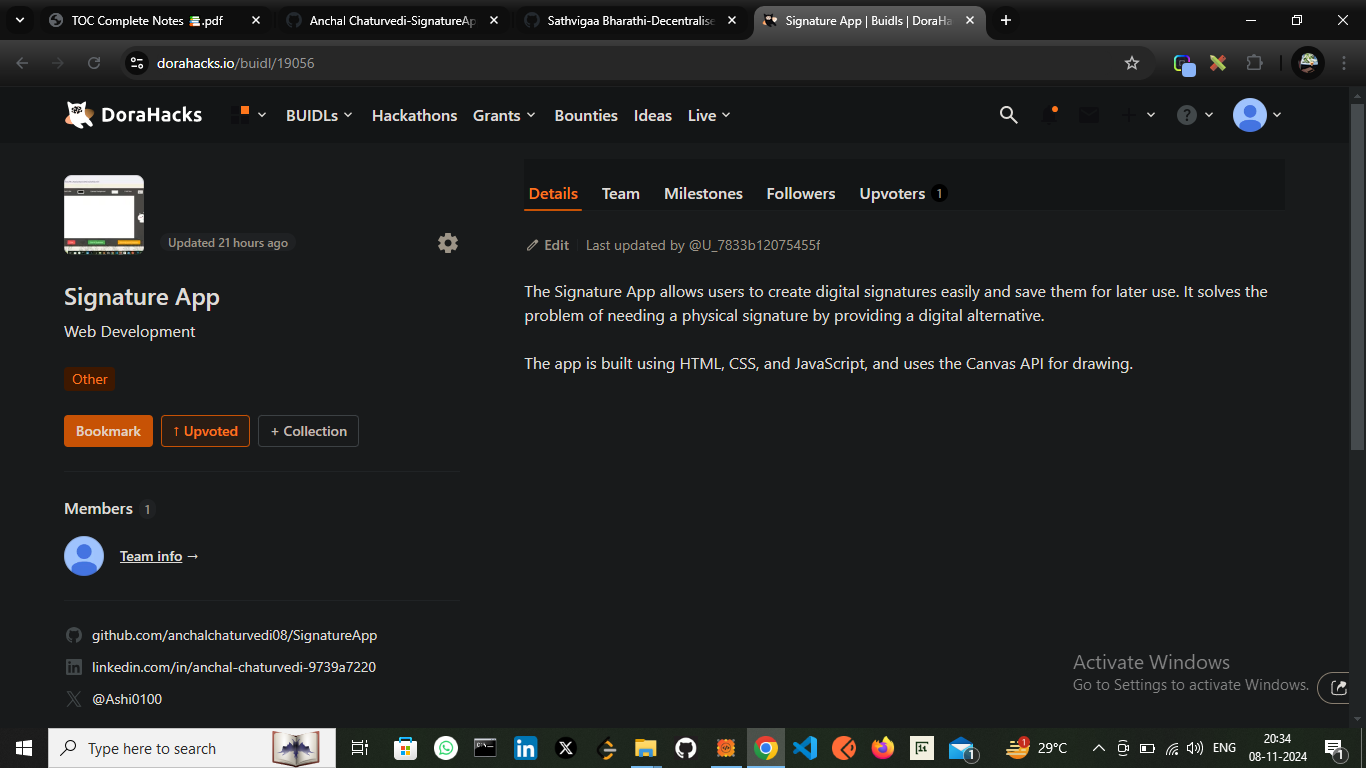 TOC Complete Notes 📚.pdf
Anchal Chaturvedi-SignatureAp
Sathvigaa Bharathi-Decentralise
Signature App | Buidls | DoraHa
dorahacks.io/buidl/19056
DoraHacks
BUIDLs
Hackathons
Grants
Bounties
Ideas
Live
Updated 21 hours ago
Signature App
Web Development
Other
Bookmark
↑ Upvoted
+ Collection
Members 1
Team info →
github.com/anchalchaturvedi08/SignatureApp
linkedin.com/in/anchal-chaturvedi-9739a7220
@Ashi0100
Details
Team
Milestones
Followers
Upvoters 1
Edit
Last updated by @U_7833b12075455f
The Signature App allows users to create digital signatures easily and save them for later use. It solves the
problem of needing a physical signature by providing a digital alternative.
The app is built using HTML, CSS, and JavaScript, and uses the Canvas API for drawing.
Activate Windows
Go to Settings to activate Windows.
Type here to search
1
1
29°C
ENG
20:34
08-11-2024
1